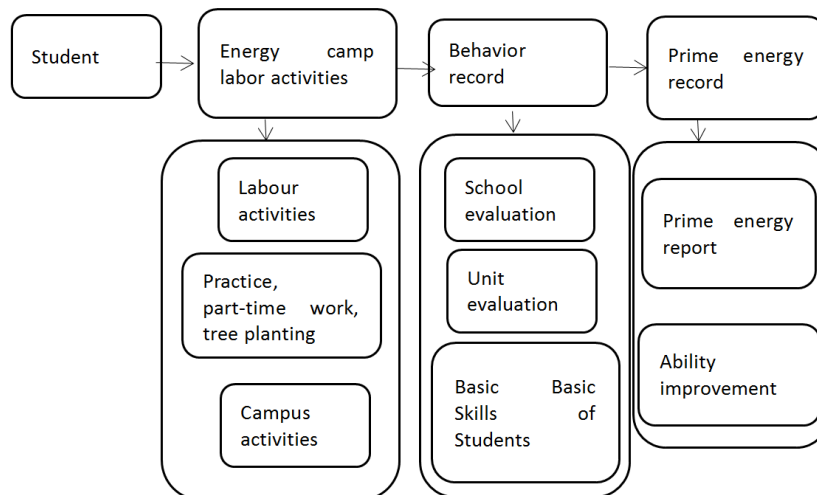 Student
Energy camp
labor activities
Behavior
record
Prime energy
record
Labour
activities
Practice,
part-time work,
tree planting
Campus
activities
School
evaluation
Unit
evaluation
Basic Basic
Skills of
Students
Prime energy
report
Ability
improvement